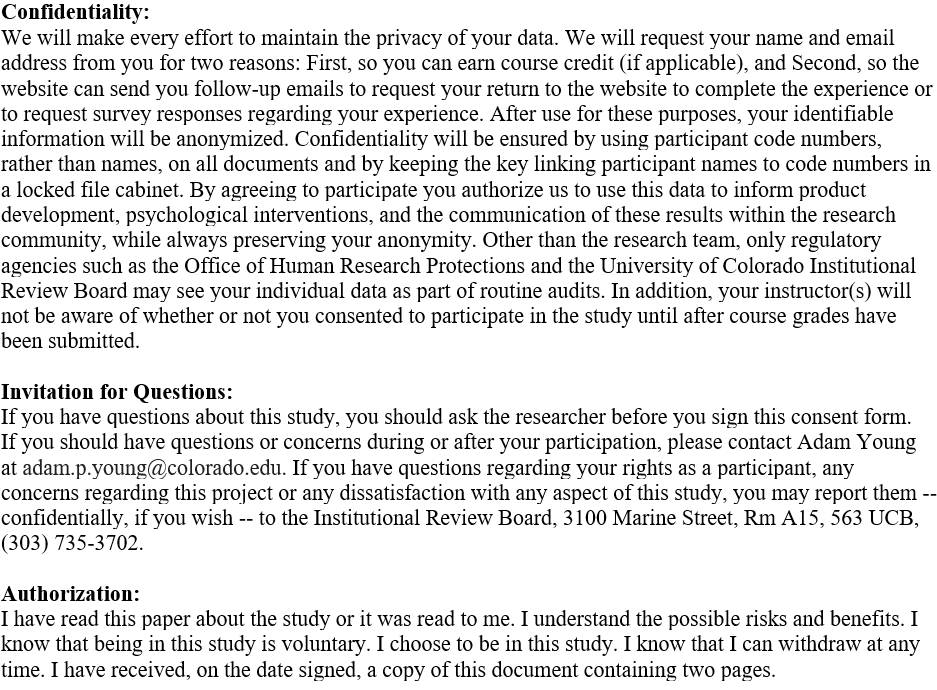 Confidentiality:
We will make every effort to maintain the privacy of your data. We will request your name and email
address from you for two reasons: First, so you can earn course credit (if applicable), and Second, so the
website can send you follow-up emails to request your return to the website to complete the experience or
to request survey responses regarding your experience. After use for these purposes, your identifiable
information will be anonymized. Confidentiality will be ensured by using participant code numbers,
rather than names, on all documents and by keeping the key linking participant names to code numbers in
a locked file cabinet. By agreeing to participate you authorize us to use this data to inform product
development, psychological interventions, and the communication of these results within the research
community, while always preserving your anonymity. Other than the research team, only regulatory
agencies such as the Office of Human Research Protections and the University of Colorado Institutional
Review Board may see your individual data as part of routine audits. In addition, your instructor(s) will
not be aware of whether or not you consented to participate in the study until after course grades have
been submitted.
Invitation for Questions:
If you have questions about this study, you should ask the researcher before you sign this consent form.
If you should have questions or concerns during or after your participation, please contact Adam Young
at adam.p.young@colorado.edu. If you have questions regarding your rights as a participant, any
concerns regarding this project or any dissatisfaction with any aspect of this study, you may report them --
confidentially, if you wish -- to the Institutional Review Board, 3100 Marine Street, Rm A15, 563 UCB,
(303) 735-3702.
Authorization:
I have read this paper about the study or it was read to me. I understand the possible risks and benefits. I
know that being in this study is voluntary. I choose to be in this study. I know that I can withdraw at any
time. I have received, on the date signed, a copy of this document containing two pages.